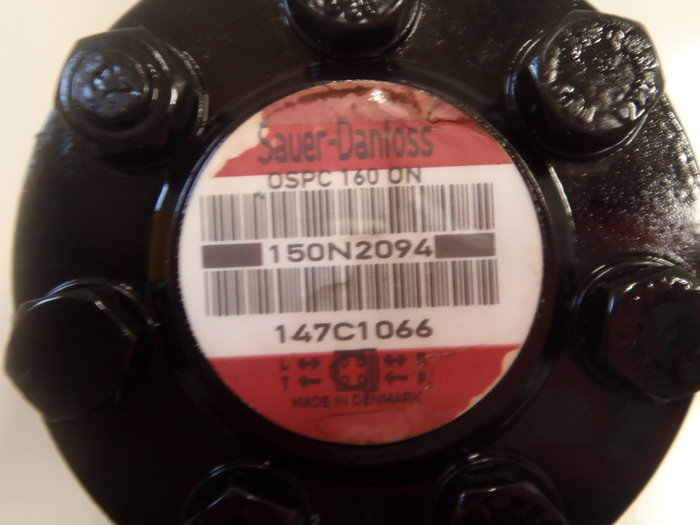 Sauer-Danfoss
OSPC 160 ON
150N2094
147C1066
L R
T P
MADE IN DENMARK